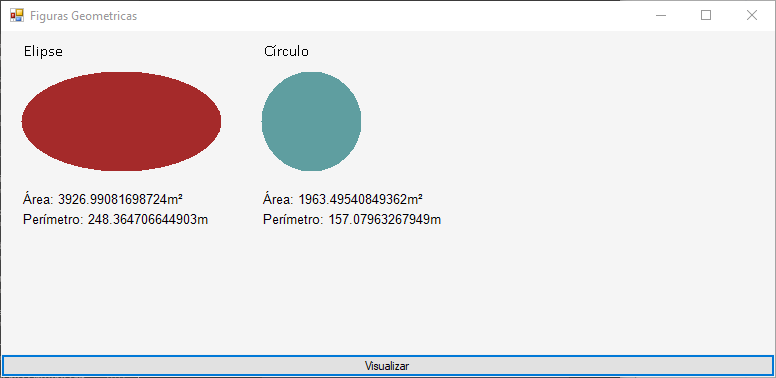 Figuras Geometricas
Elipse
Círculo
Área: 3926.99081698724m²
Área: 1963.49540849362m²
Perímetro: 248.364706644903m
Perímetro: 157.07963267949m
Visualizar